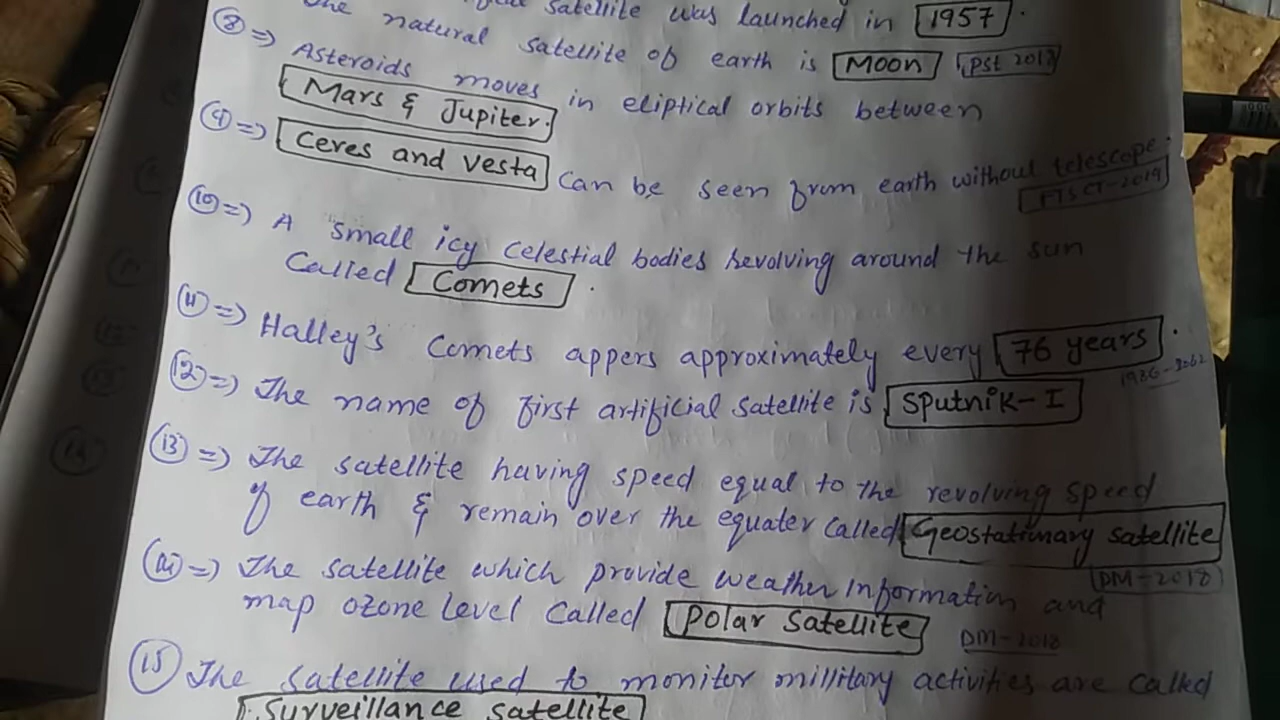 satellite was launched in 1957.
The natural satellite of earth is Moon PST 2018
(8)=> Asteroids moves in eliptical orbits between
Mars & Jupiter.
(9)=> Ceres and vesta can be seen from earth without telescope.
(10)=> A small icy celestial bodies revolving around the sun
Called Comets.
(11)=> Halley's Comets appers approximately every 76 years.
(12)=> The name of first artificial satellite is Sputnik-I
(13)=> The satellite having speed equal to the revolving speed
of earth & remain over the equater called Geostationary satellite
DM-2018
(14)=> The satellite which provide weather Information and
map ozone level Called Polar Satellite
DM-2018
(15) The satellite used to monitor millitary activities are called
Surveillance satellite